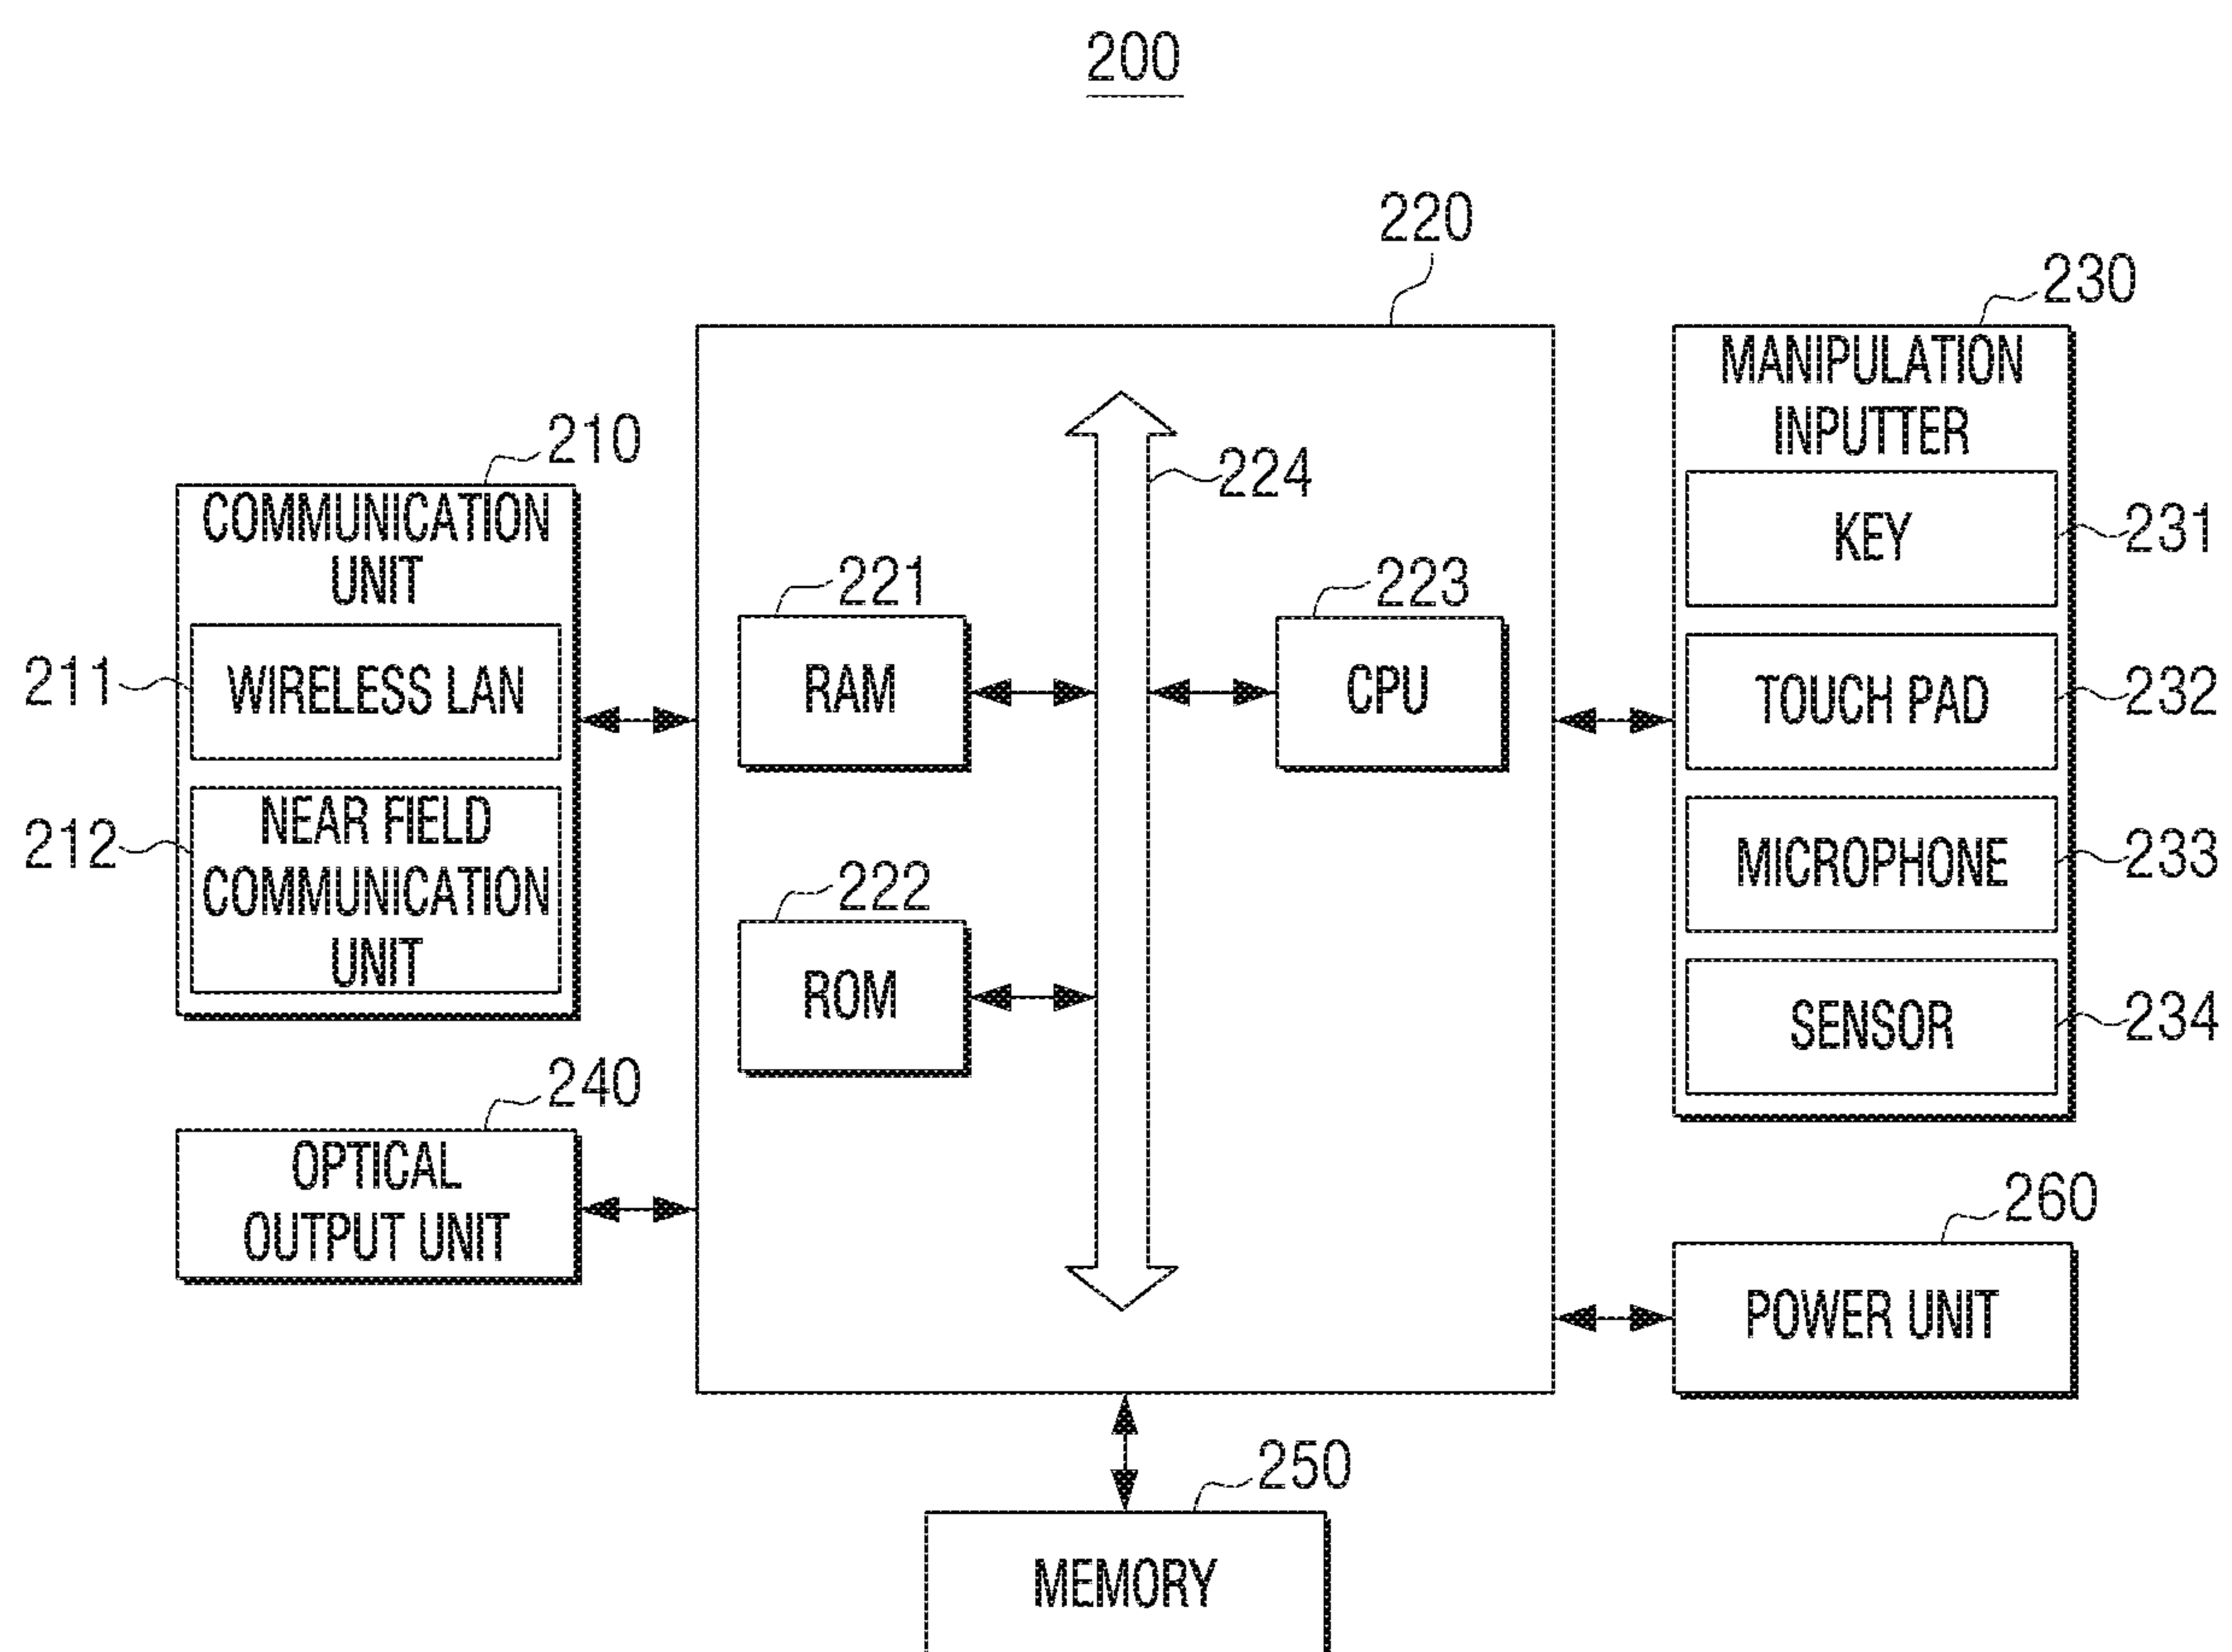 200
220
230
MANIPULATION
INPUTTER
210
224
COMMUNICATION
UNIT
KEY
231
221
223
211
WIRELESS LAN
RAM
CPU
TOUCH PAD
232
212
NEAR FIELD
COMMUNICATION
UNIT
222
MICROPHONE
233
ROM
SENSOR
234
240
OPTICAL
OUTPUT UNIT
260
POWER UNIT
250
MEMORY